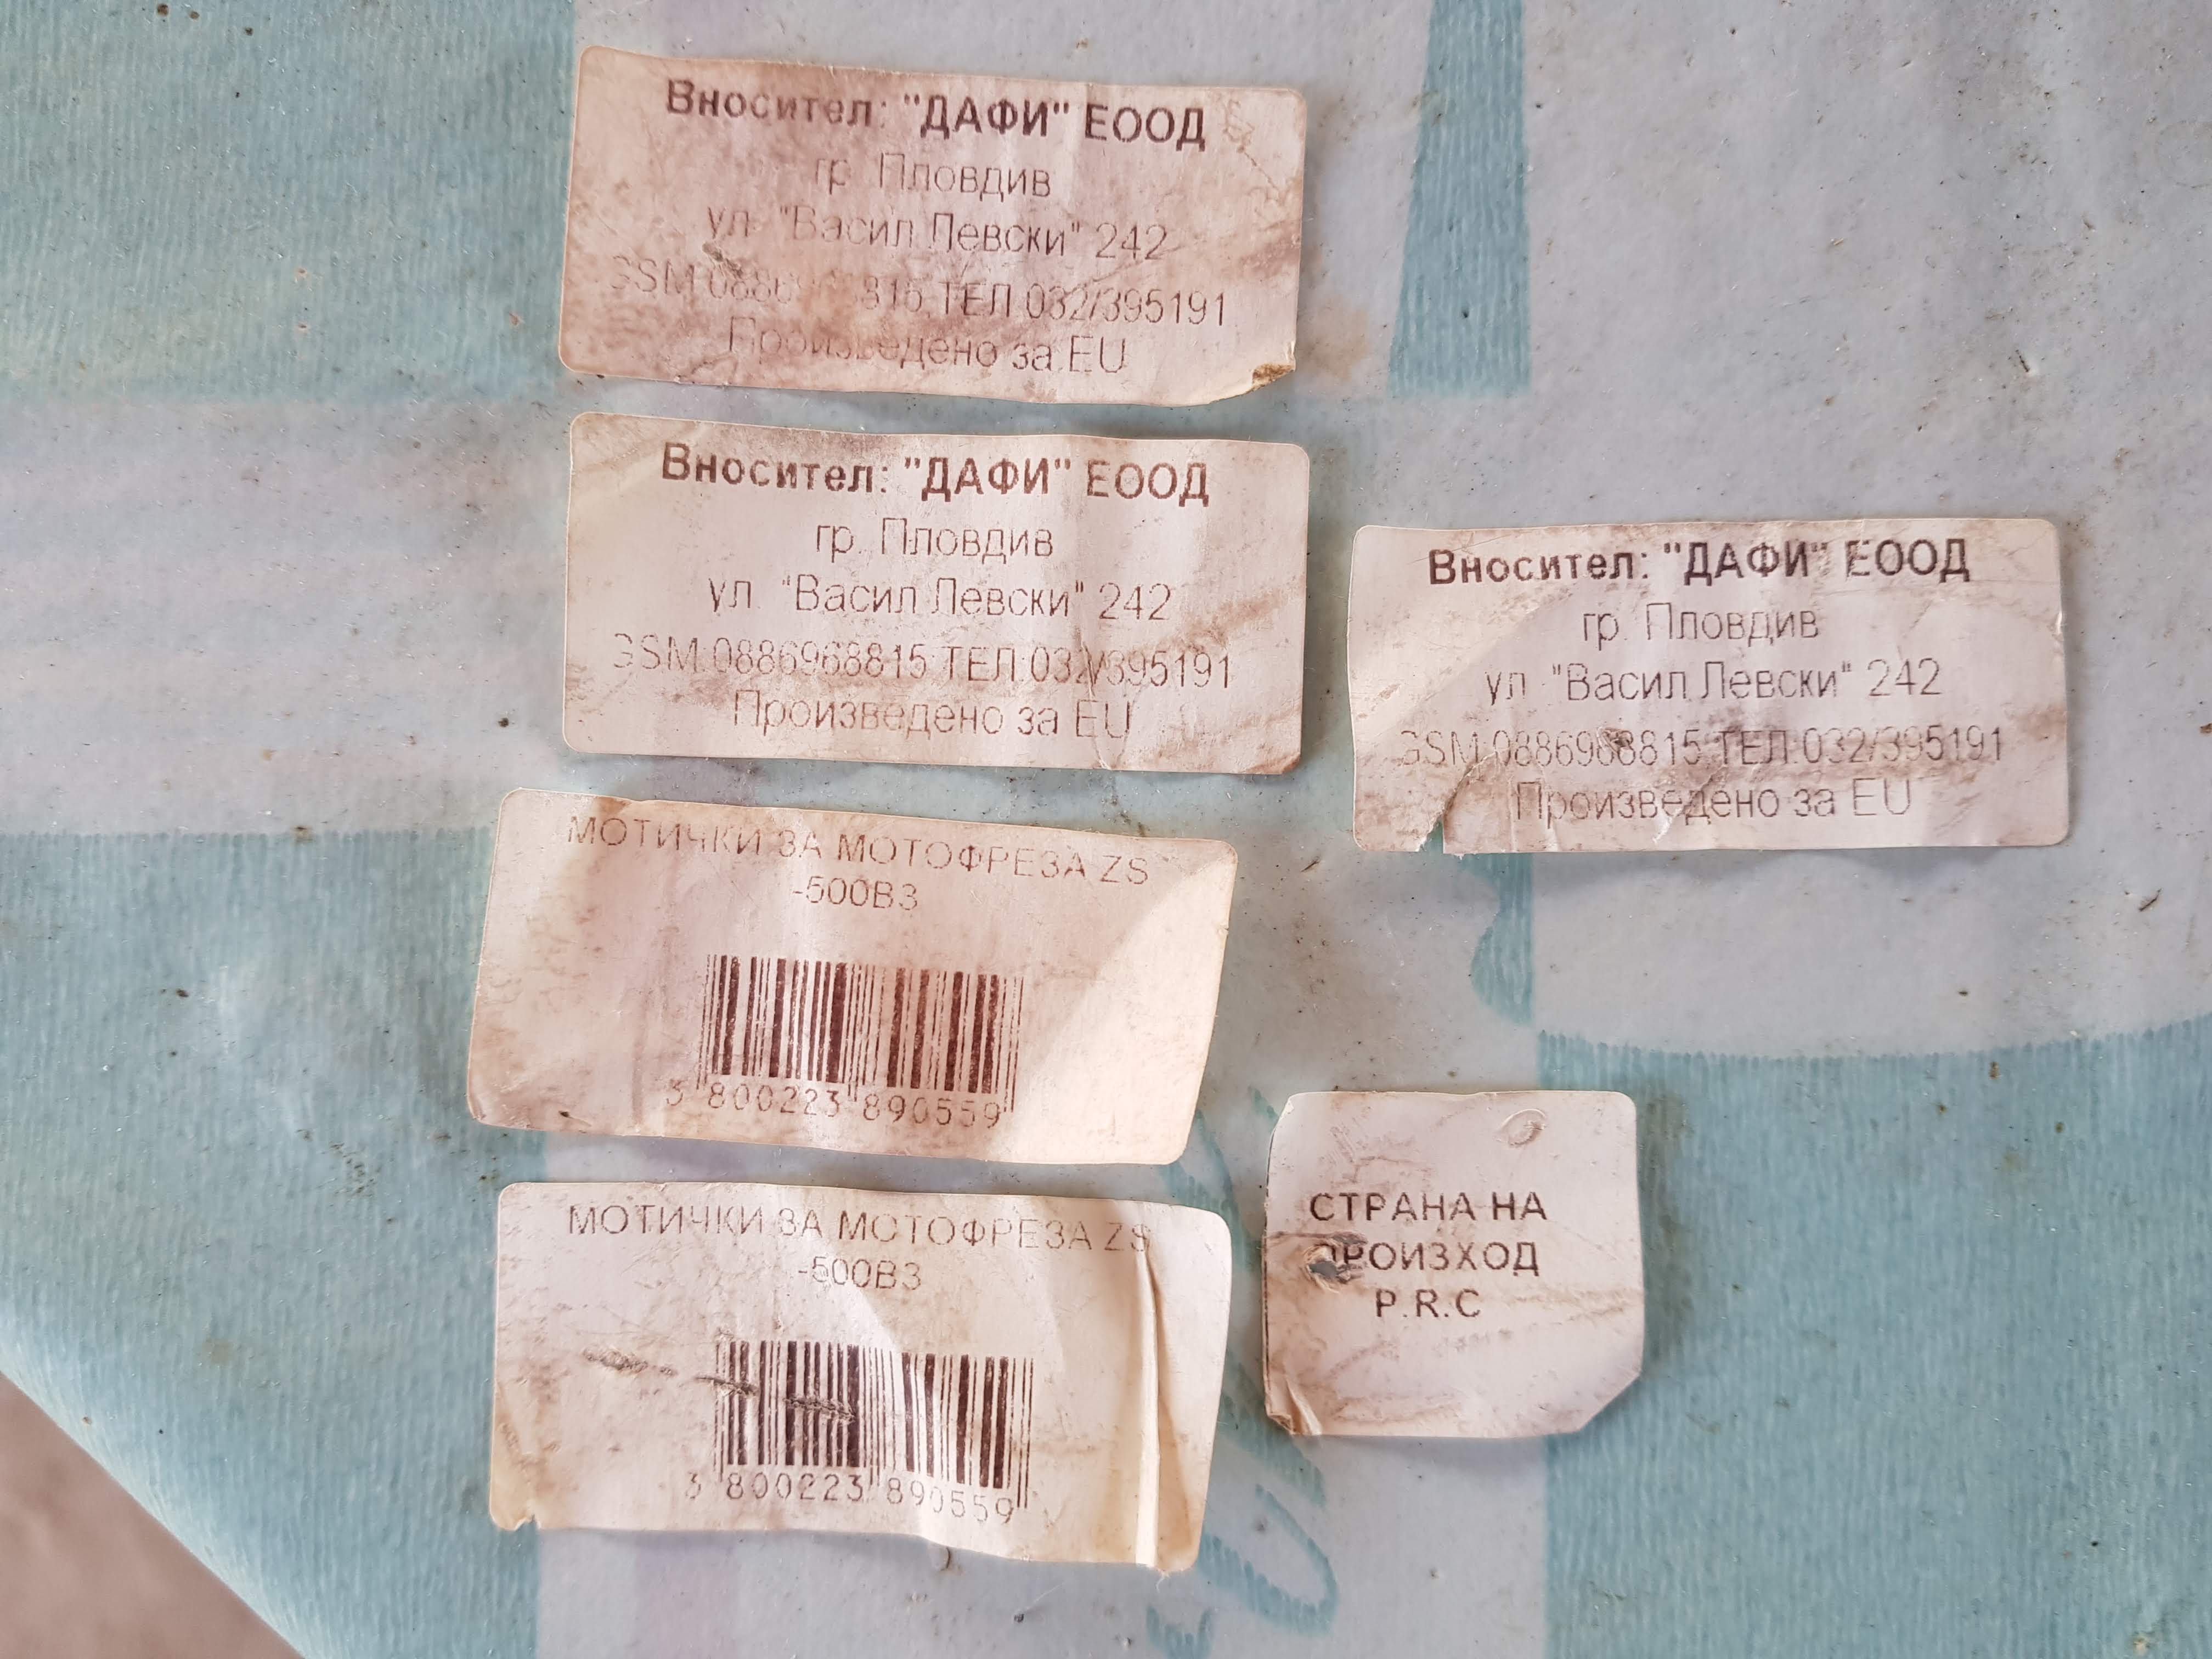 Вносител: "ДАФИ" ЕООД
гр. Пловдив
ул. "Васил Левски" 242
ТЕЛ.032/395191
Произведено за EU
Вносител: "ДАФИ" ЕООД
гр. Пловдив
ул. "Васил Левски" 242
GSM:0886968815 ТЕЛ.032/395191
Произведено за EU
Вносител: "ДАФИ" ЕООД
гр. Пловдив
ул. "Васил Левски" 242
GSM:0886968815 ТЕЛ.032/395191
Произведено за EU
МОТИЧКИ ЗА МОТОФРЕЗА ZS
-500B3
3 800223 890559
МОТИЧКИ ЗА МОТОФРЕЗА ZS
-500B3
3 800223 890559
СТРАНА НА
ПРОИЗХОД
P.R.C